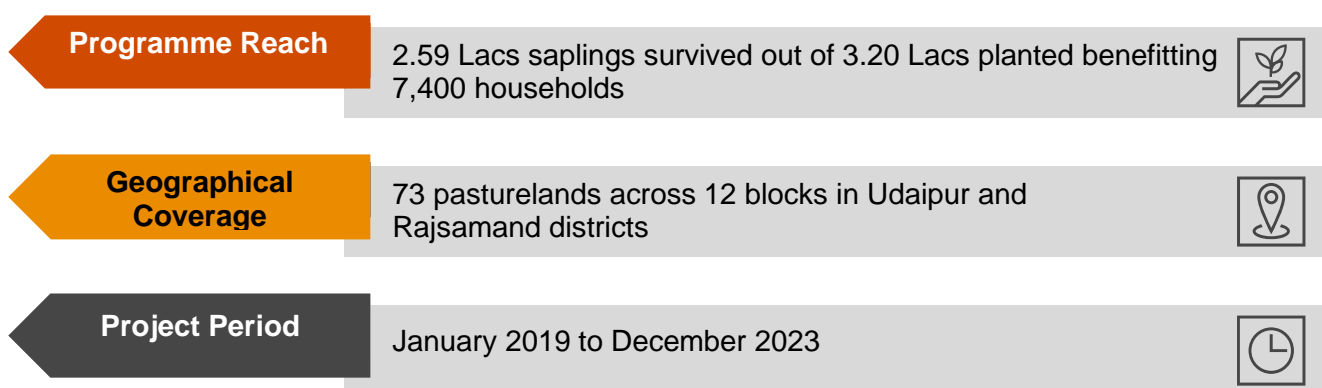 Programme Reach
2.59 Lacs saplings survived out of 3.20 Lacs planted benefitting
7,400 households
Geographical
Coverage
73 pasturelands across 12 blocks in Udaipur and
Rajsamand districts
Project Period
January 2019 to December 2023